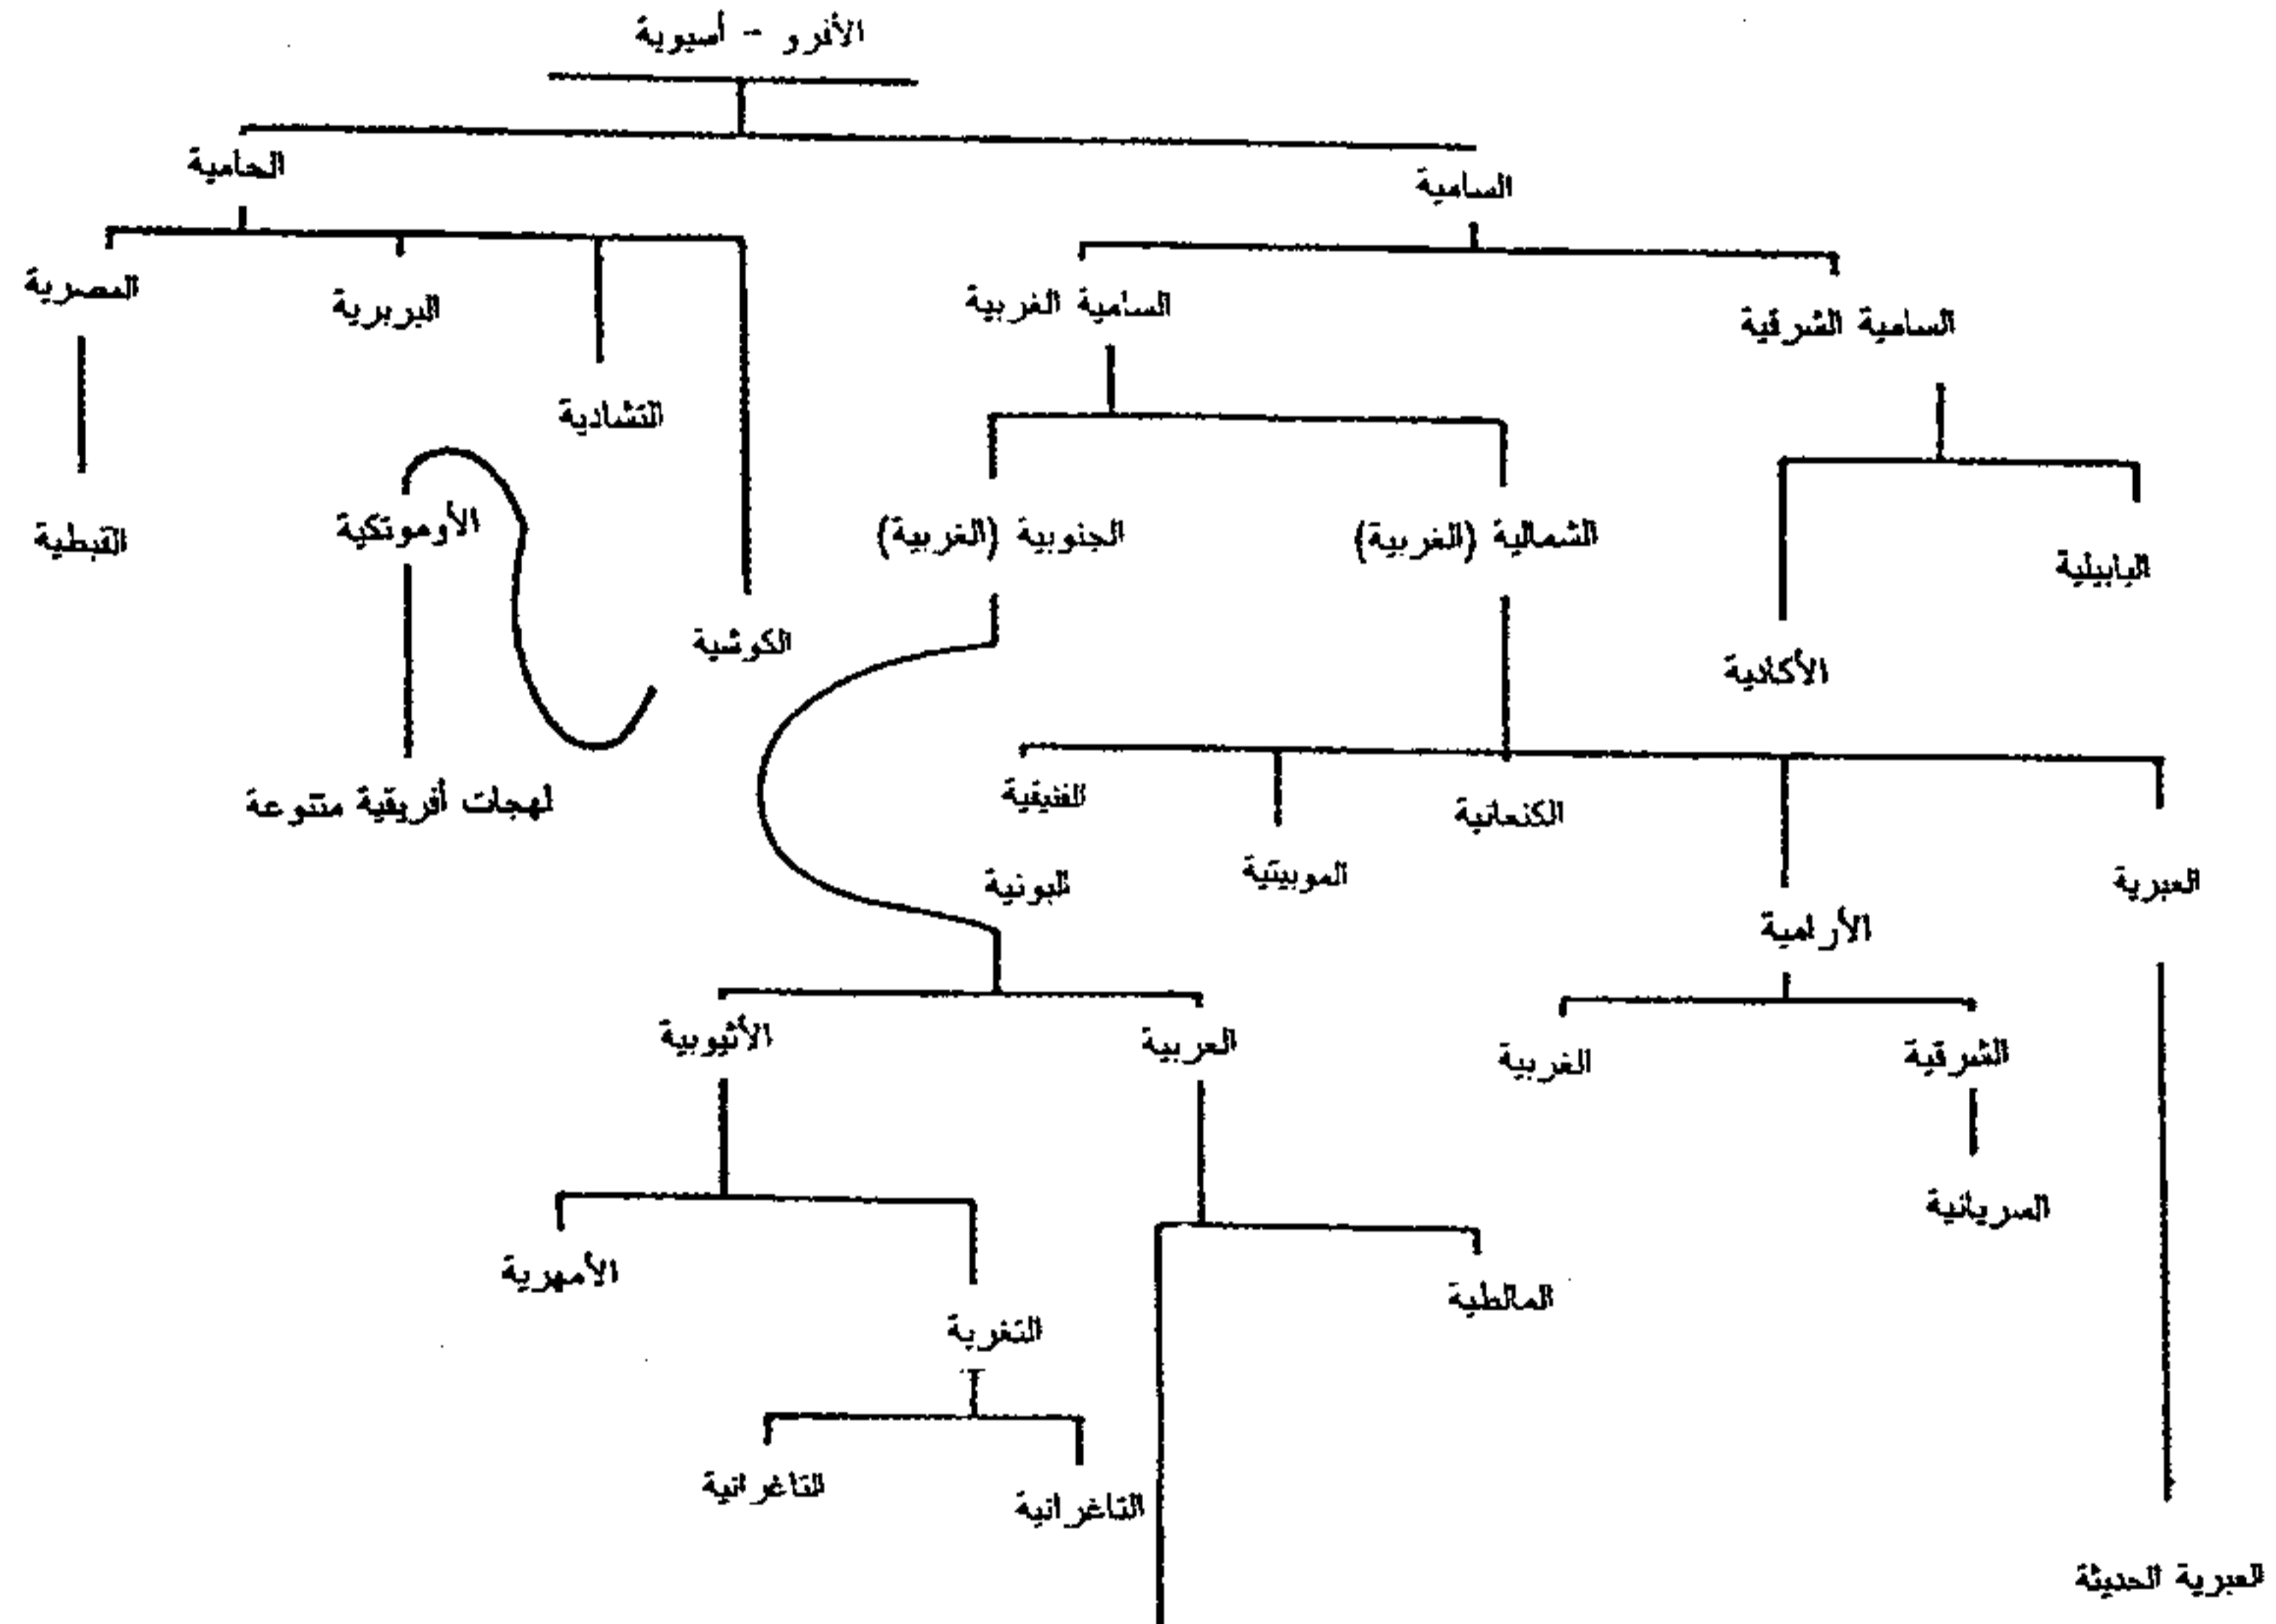 الأفرو - أسيوية
السامية
الحامية
السامية الشرقية
السامية الغربية
المصرية
البربرية
التشادية
البابيلية
الأكادية
الشمالية (الغربية)
الجنوبية (الغربية)
الكوشية
الأوموتكية
القبطية
لهجات أفريقية متنوعة
العبرية
الأرامية
الكنعانية
الموبيتية
الفنيقية
البونية
الشرقية
الغربية
العربية
الأثيوبية
السريانية
المالطية
التغرية
الأمهرية
التاغرانية
التاغرانية
العبرية الحديثة